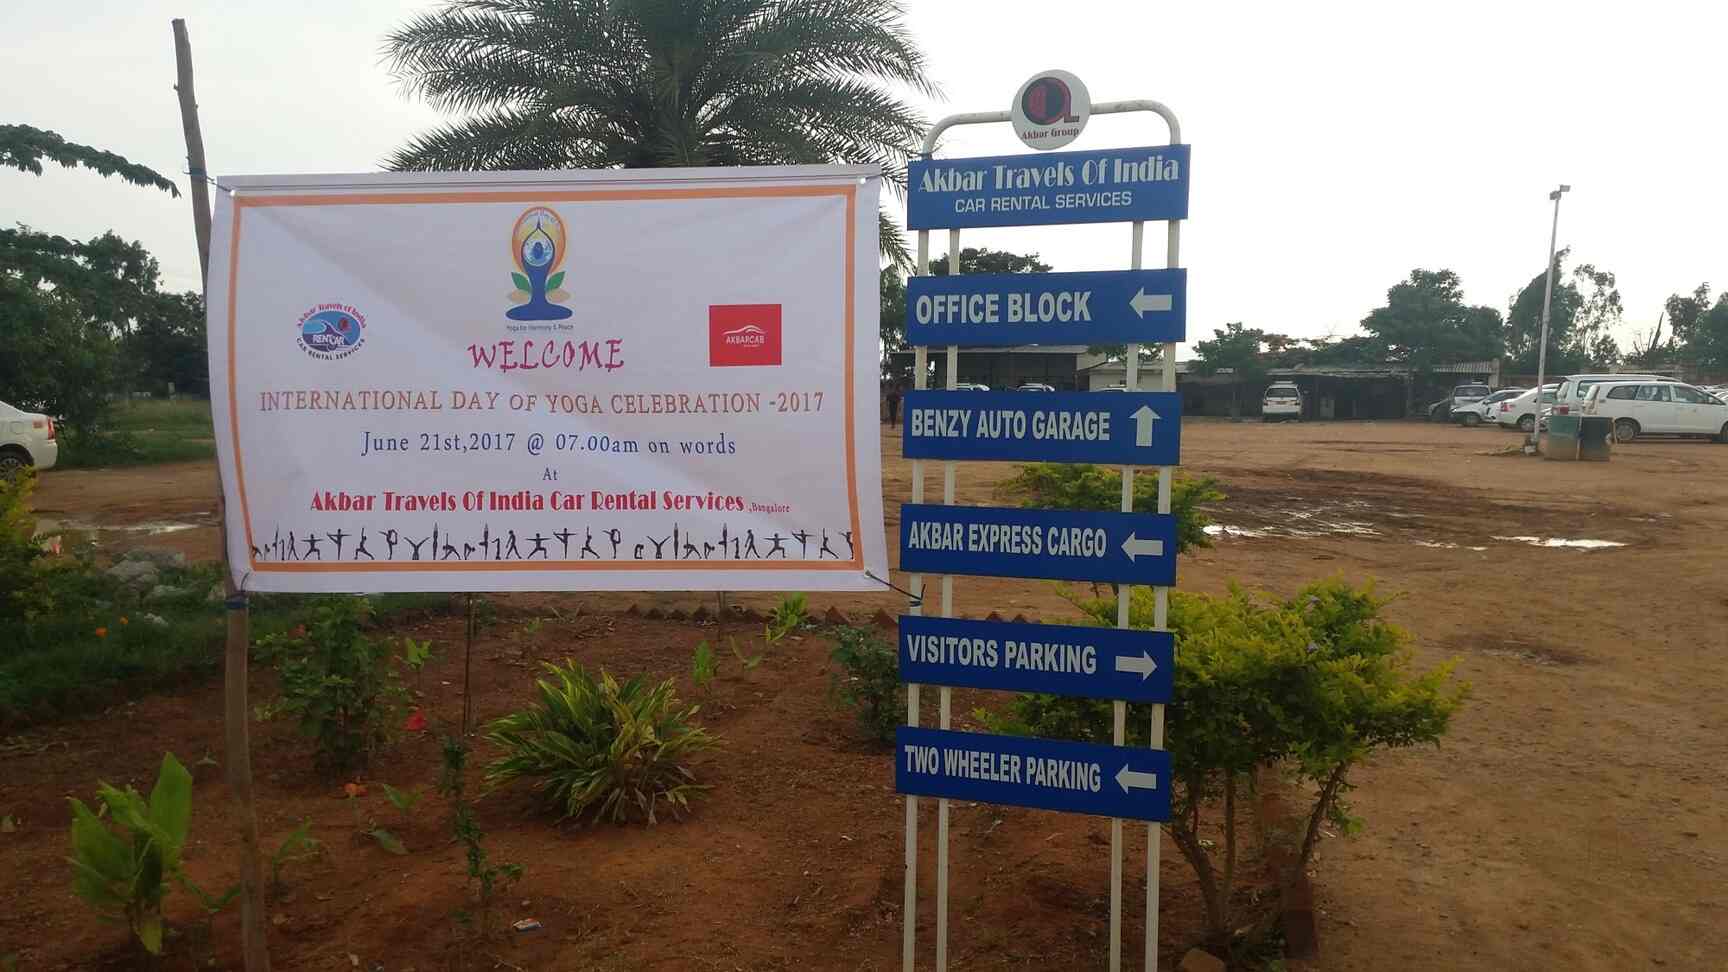 Yoga for Harmony & Peace
Akbar Travels of India
RENT CAR
CAR RENTAL SERVICES
AKBARCAB
WELCOME
INTERNATIONAL DAY OF YOGA CELEBRATION -2017
June 21st,2017 @ 07.00am on words
At
Akbar Travels Of India Car Rental Services ,Bangalore
Akbar Group
Akbar Travels Of India
CAR RENTAL SERVICES
OFFICE BLOCK
BENZY AUTO GARAGE
AKBAR EXPRESS CARGO
VISITORS PARKING
TWO WHEELER PARKING